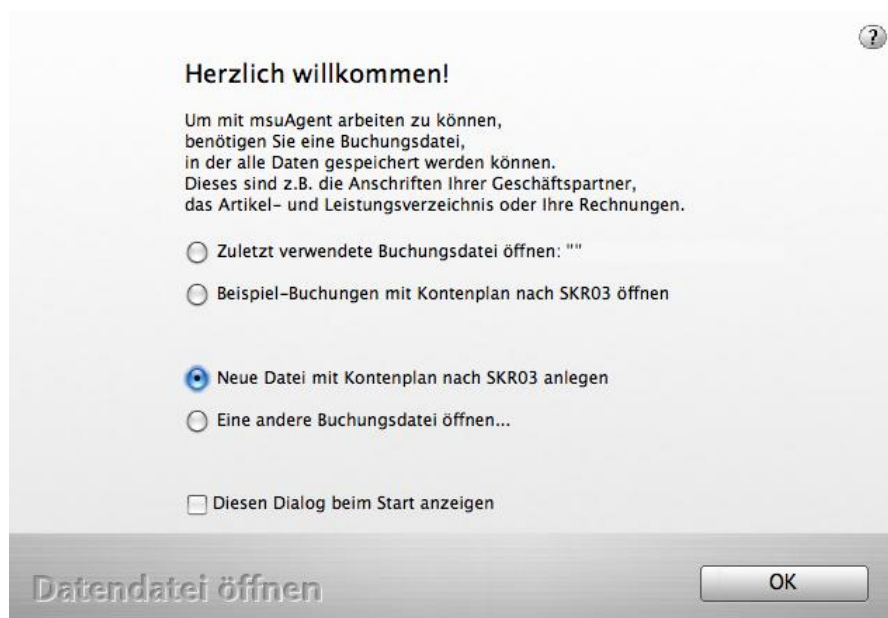 ?
Herzlich willkommen!
Um mit msuAgent arbeiten zu können,
benötigen Sie eine Buchungsdatei,
in der alle Daten gespeichert werden können.
Dieses sind z.B. die Anschriften Ihrer Geschäftspartner,
das Artikel- und Leistungsverzeichnis oder Ihre Rechnungen.
Zuletzt verwendete Buchungsdatei öffnen: ""
Beispiel-Buchungen mit Kontenplan nach SKR03 öffnen
Neue Datei mit Kontenplan nach SKR03 anlegen
Eine andere Buchungsdatei öffnen...
Diesen Dialog beim Start anzeigen
Datendatei öffnen
OK